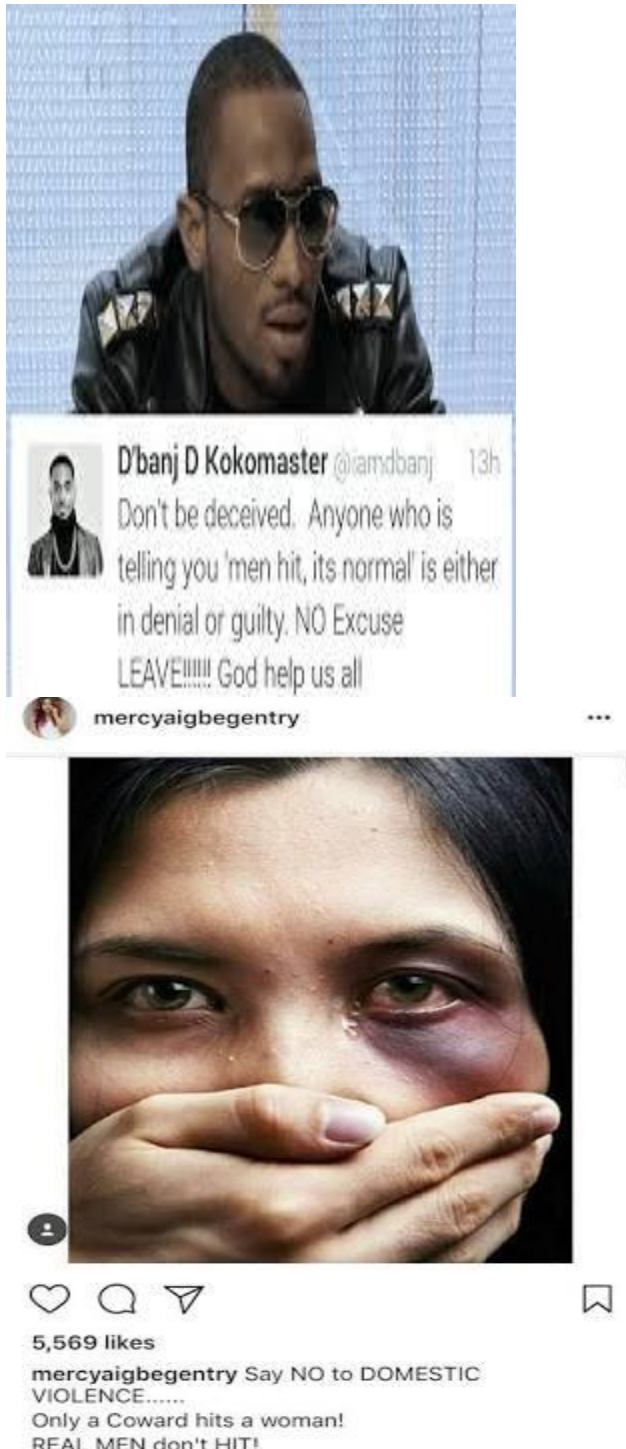 D'banj D Kokomaster @iamdbanj 13h
Don't be deceived. Anyone who is
telling you 'men hit, its normal' is either
in denial or guilty. NO Excuse
LEAVE!!!!!! God help us all
mercyaigbegentry
5,569 likes
mercyaigbegentry Say NO to DOMESTIC
VIOLENCE......
Only a Coward hits a woman!
REAL MEN don't HIT!